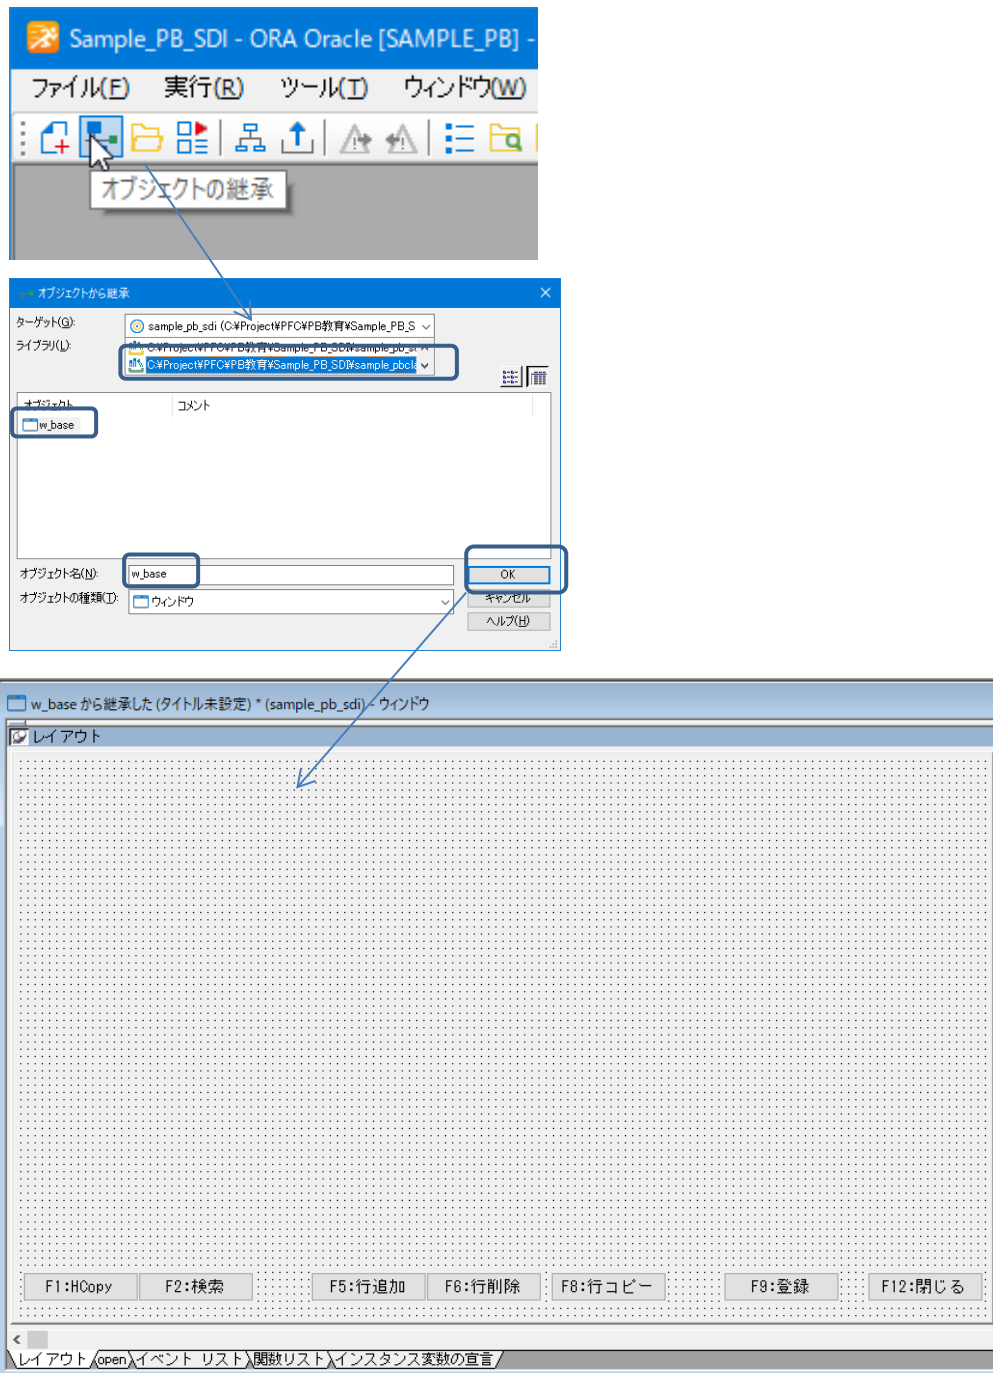 Sample_PB_SDI - ORA Oracle [SAMPLE_PB] -
ファイル(F) 実行(R) ツール(T) ウィンドウ(W)
オブジェクトの継承
オブジェクトから継承
ターゲット(G): sample_pb_sdi (C:¥Project¥PFC¥PB教育¥Sample_PB_S
ライブラリ(L): C:¥Project¥PFC¥PB教育¥Sample_PB_SDI¥sample_pb_s
C:¥Project¥PFC¥PB教育¥Sample_PB_SDI¥sample_pbcla
オブジェクト コメント
w_base
オブジェクト名(N): w_base OK
オブジェクトの種類(T): ウィンドウ キャンセル
ヘルプ(H)
w_base から継承した (タイトル未設定) * (sample_pb_sdi) - ウィンドウ
レイアウト
F1:HCopy F2:検索 F5:行追加 F6:行削除 F8:行コピー F9:登録 F12:閉じる
レイアウト open イベント リスト 関数リスト インスタンス変数の宣言